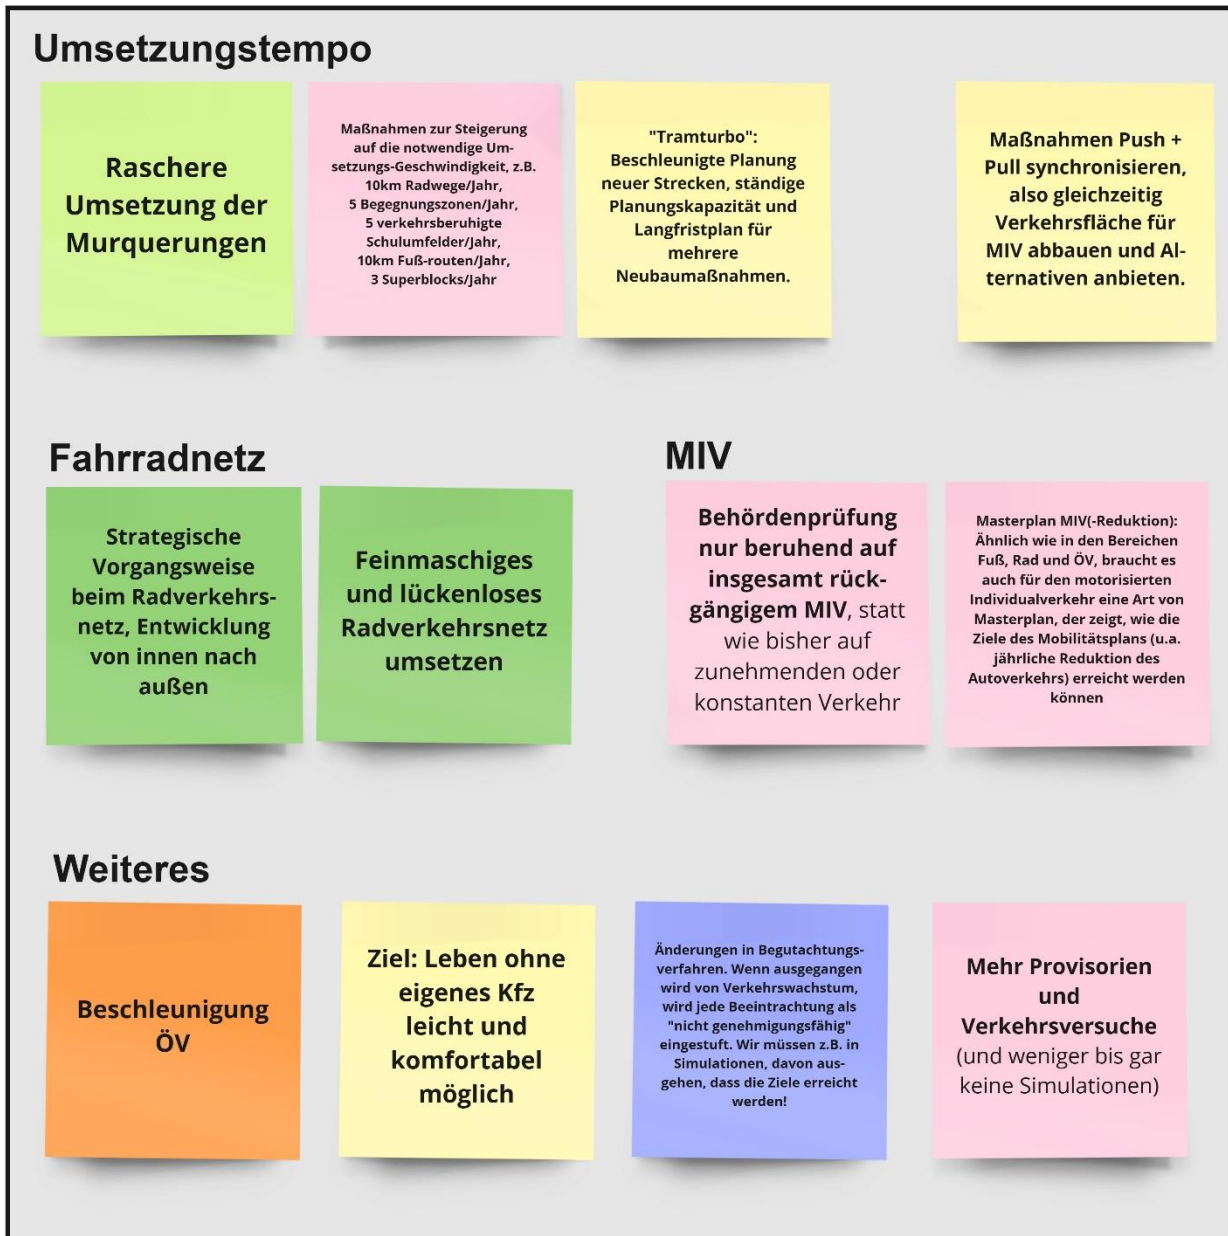 Umsetzungstempo
Raschere
Umsetzung der
Murquerungen
Maßnahmen zur Steigerung
auf die notwendige Um-
setzungs-Geschwindigkeit, z.B.
10km Radwege/Jahr,
5 Begegnungszonen/Jahr,
5 verkehrsberuhigte
Schulumfelder/Jahr,
10km Fuß-routen/Jahr,
3 Superblocks/Jahr
"Tramturbo":
Beschleunigte Planung
neuer Strecken, ständige
Planungskapazität und
Langfristplan für
mehrere
Neubaumaßnahmen.
Maßnahmen Push +
Pull synchronisieren,
also gleichzeitig
Verkehrsfläche für
MIV abbauen und Al-
ternativen anbieten.
Fahrradnetz
Strategische
Vorgangsweise
beim Radverkehrs-
netz, Entwicklung
von innen nach
außen
Feinmaschiges
und lückenloses
Radverkehrsnetz
umsetzen
MIV
Behördenprüfung
nur beruhend auf
insgesamt rück-
gängigem MIV, statt
wie bisher auf
zunehmenden oder
konstanten Verkehr
Masterplan MIV(-Reduktion):
Ähnlich wie in den Bereichen
Fuß, Rad und ÖV, braucht es
auch für den motorisierten
Individualverkehr eine Art von
Masterplan, der zeigt, wie die
Ziele des Mobilitätsplans (u.a.
jährliche Reduktion des
Autoverkehrs) erreicht werden
können
Weiteres
Beschleunigung
ÖV
Ziel: Leben ohne
eigenes Kfz
leicht und
komfortabel
möglich
Änderungen in Begutachtungs-
verfahren. Wenn ausgegangen
wird von Verkehrswachstum,
wird jede Beeintrachtung als
"nicht genehmigungsfähig"
eingestuft. Wir müssen z.B. in
Simulationen, davon aus-
gehen, dass die Ziele erreicht
werden!
Mehr Provisorien
und
Verkehrsversuche
(und weniger bis gar
keine Simulationen)